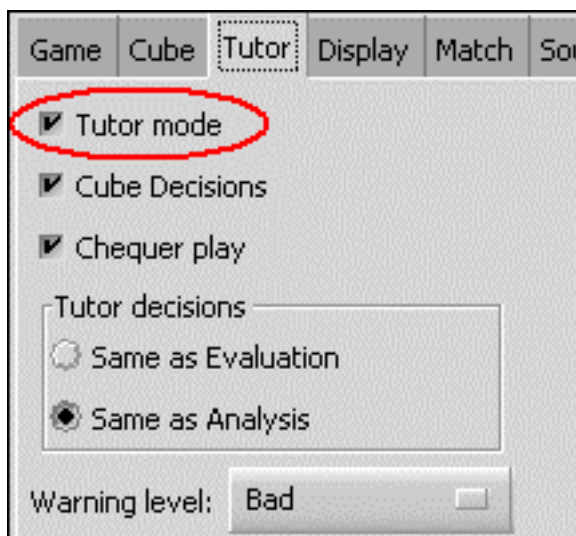 Game Cube Tutor Display Match Sou
Tutor mode
Cube Decisions
Chequer play
Tutor decisions
Same as Evaluation
Same as Analysis
Warning level: Bad